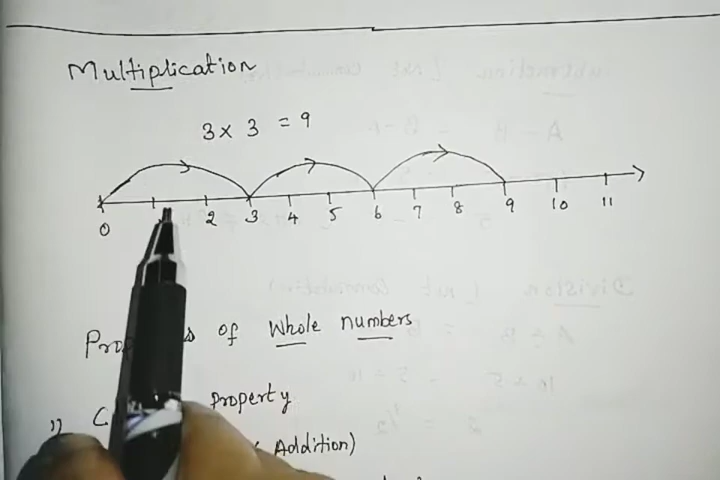 Multiplication
3 × 3 = 9
0 2 3 4 5 6 7 8 9 10 11
of Whole numbers
1) property
Addition)